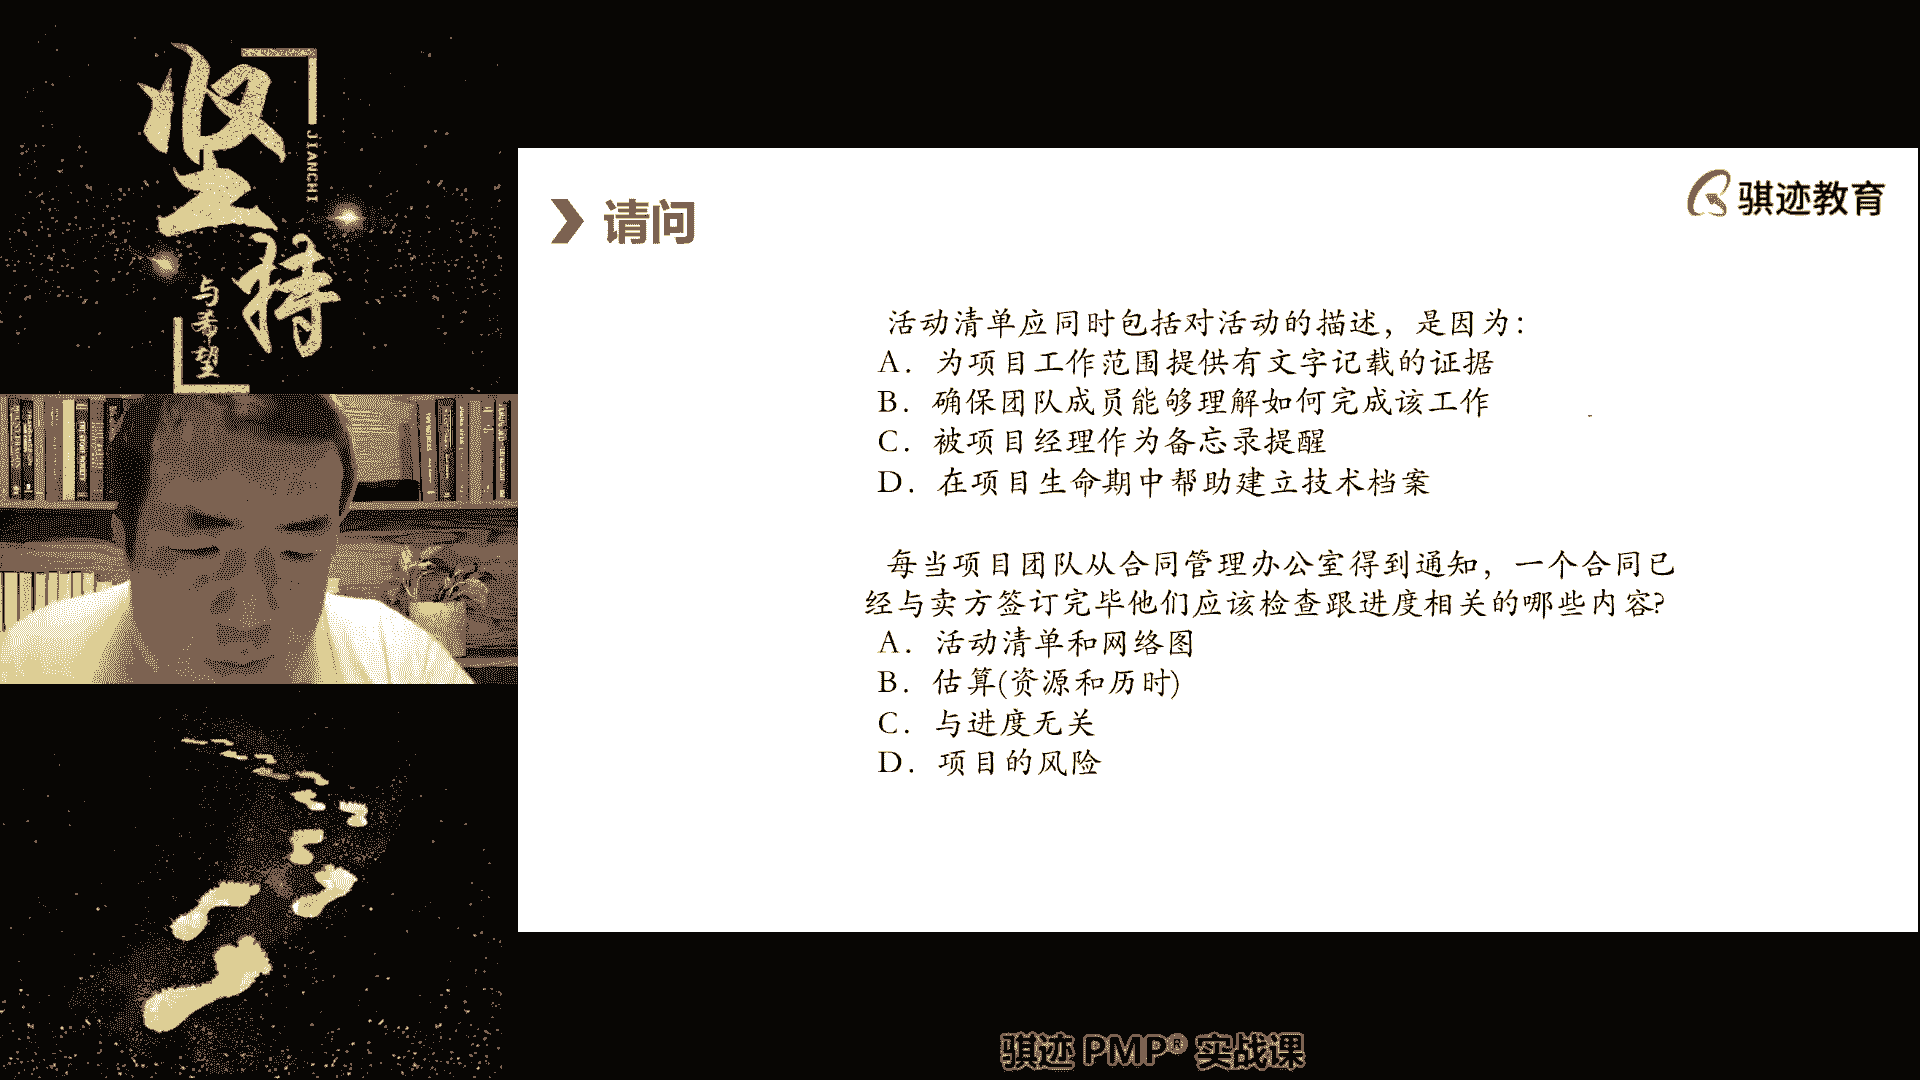 坚持
JIANCHI
与希望
骐迹教育
请问
活动清单应同时包括对活动的描述，是因为：
A．为项目工作范围提供有文字记载的证据
B．确保团队成员能够理解如何完成该工作
C．被项目经理作为备忘录提醒
D．在项目生命期中帮助建立技术档案
每当项目团队从合同管理办公室得到通知，一个合同已
经与卖方签订完毕他们应该检查跟进度相关的哪些内容?
A．活动清单和网络图
B．估算(资源和历时)
C．与进度无关
D．项目的风险
骐迹 PMP® 实战课